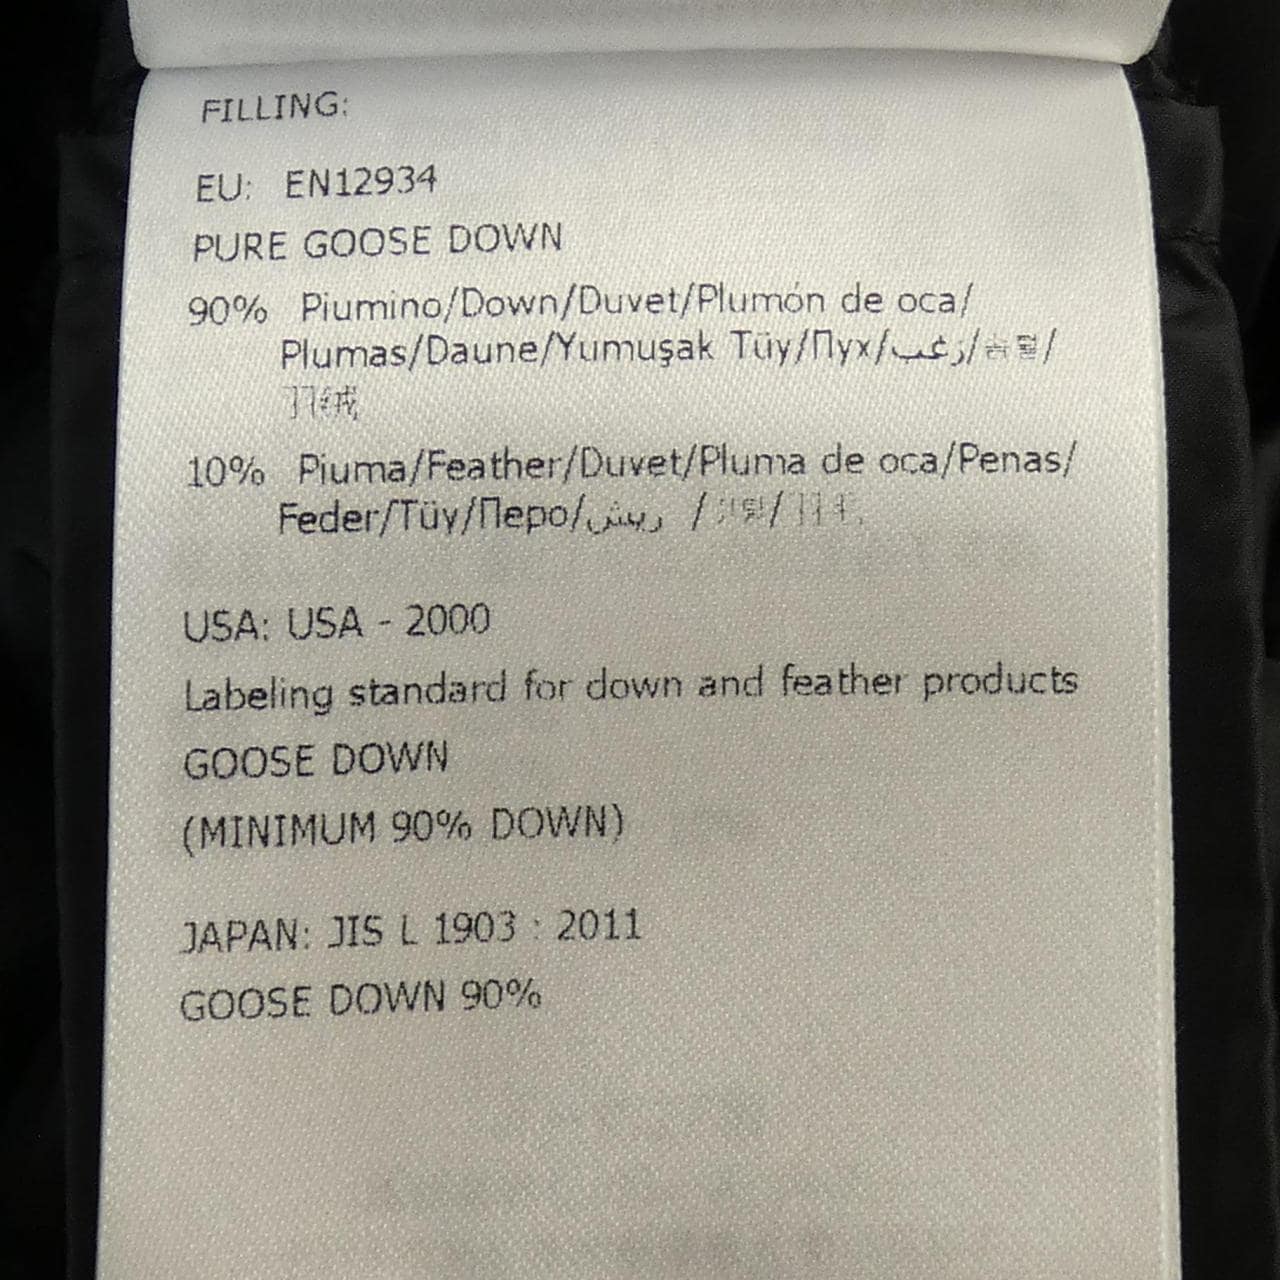 FILLING:
EU: EN12934
PURE GOOSE DOWN
90% Piumino/Down/Duvet/Plumón de oca/
Plumas/Daune/Yumuşak Tüy/Пух/زغب/솜털/
羽绒
10% Piuma/Feather/Duvet/Pluma de oca/Penas/
Feder/Tüy/Перо/ريش /깃털/羽毛
USA: USA - 2000
Labeling standard for down and feather products
GOOSE DOWN
(MINIMUM 90% DOWN)
JAPAN: JIS L 1903 : 2011
GOOSE DOWN 90%